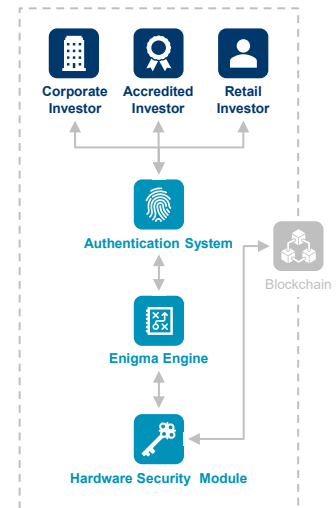 Corporate Investor
Accredited Investor
Retail Investor
Authentication System
Blockchain
Enigma Engine
Hardware Security Module